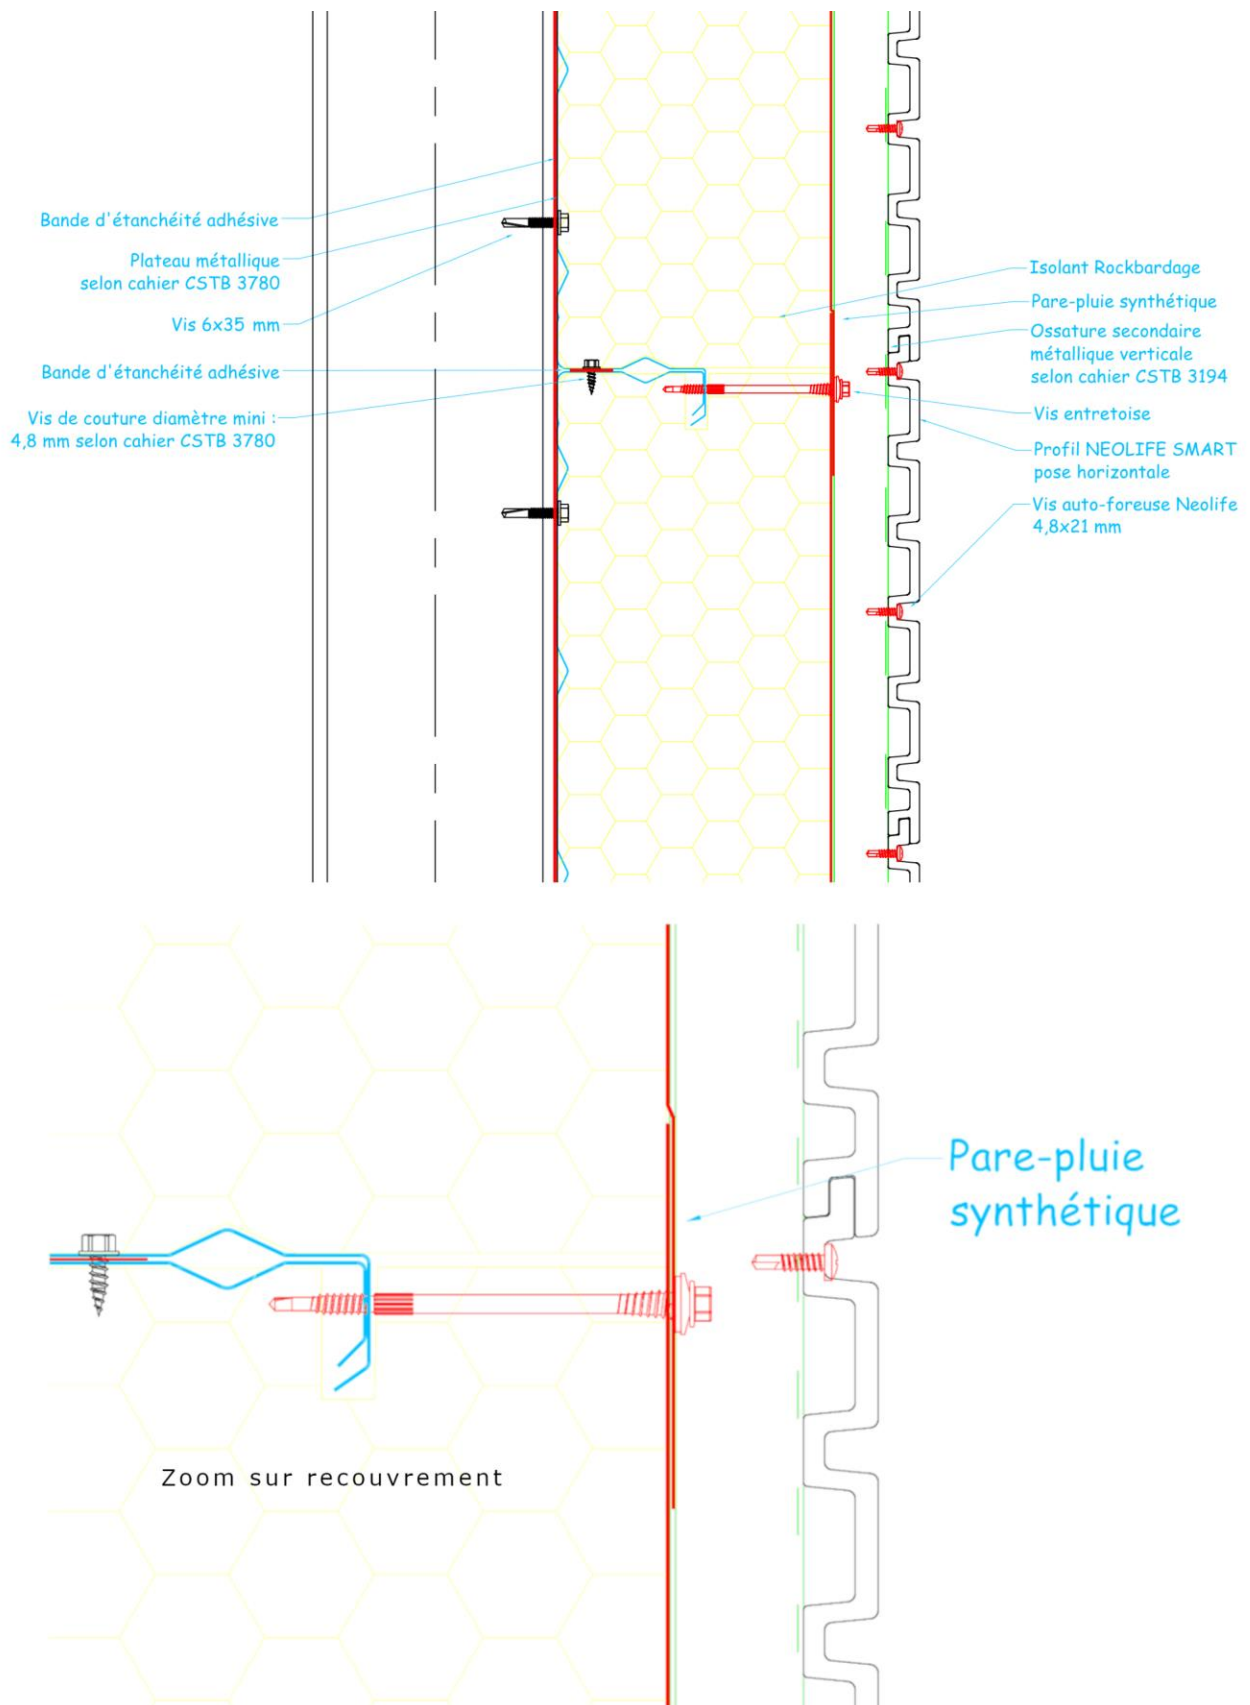 Bande d'étanchéité adhésive
Plateau métallique
selon cahier CSTB 3780
Vis 6x35 mm
Bande d'étanchéité adhésive
Vis de couture diamètre mini :
4,8 mm selon cahier CSTB 3780
Isolant Rockbardage
Pare-pluie synthétique
Ossature secondaire
métallique verticale
selon cahier CSTB 3194
Vis entretoise
Profil NEOLIFE SMART
pose horizontale
Vis auto-foreuse Neolife
4,8x21 mm
Pare-pluie
synthétique
Zoom sur recouvrement